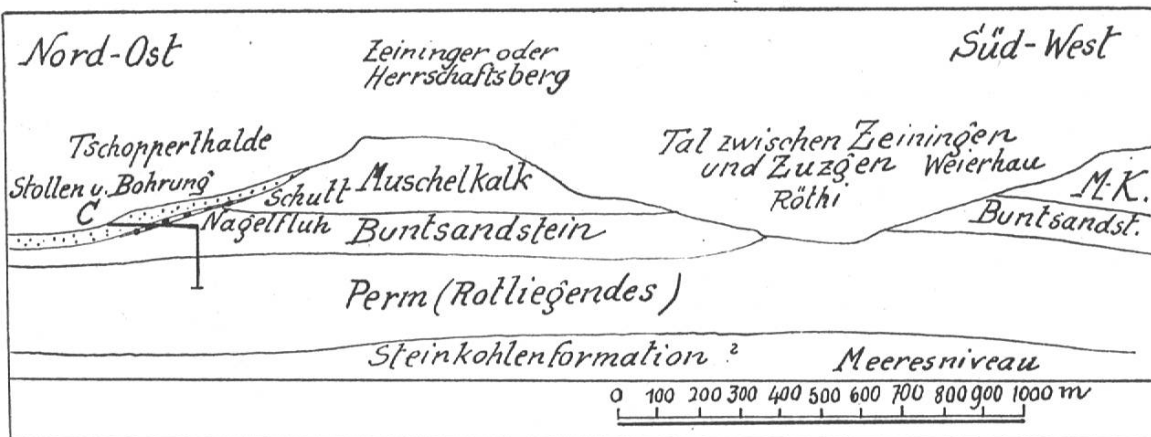 Nord-Ost
Zeininger oder
Herrschaftsberg
Süd-West
Tschopperthalde
Stollen u. Bohrung
C
Schutt
Nagelfluh
Muschelkalk
Buntsandstein
Tal zwischen Zeiningen
und Zuzgen
Röthi
Weierhau
M.K.
Buntsandst.
Perm (Rotliegendes)
Steinkohlenformation ?
Meeresniveau
0 100 200 300 400 500 600 700 800 900 1000 m